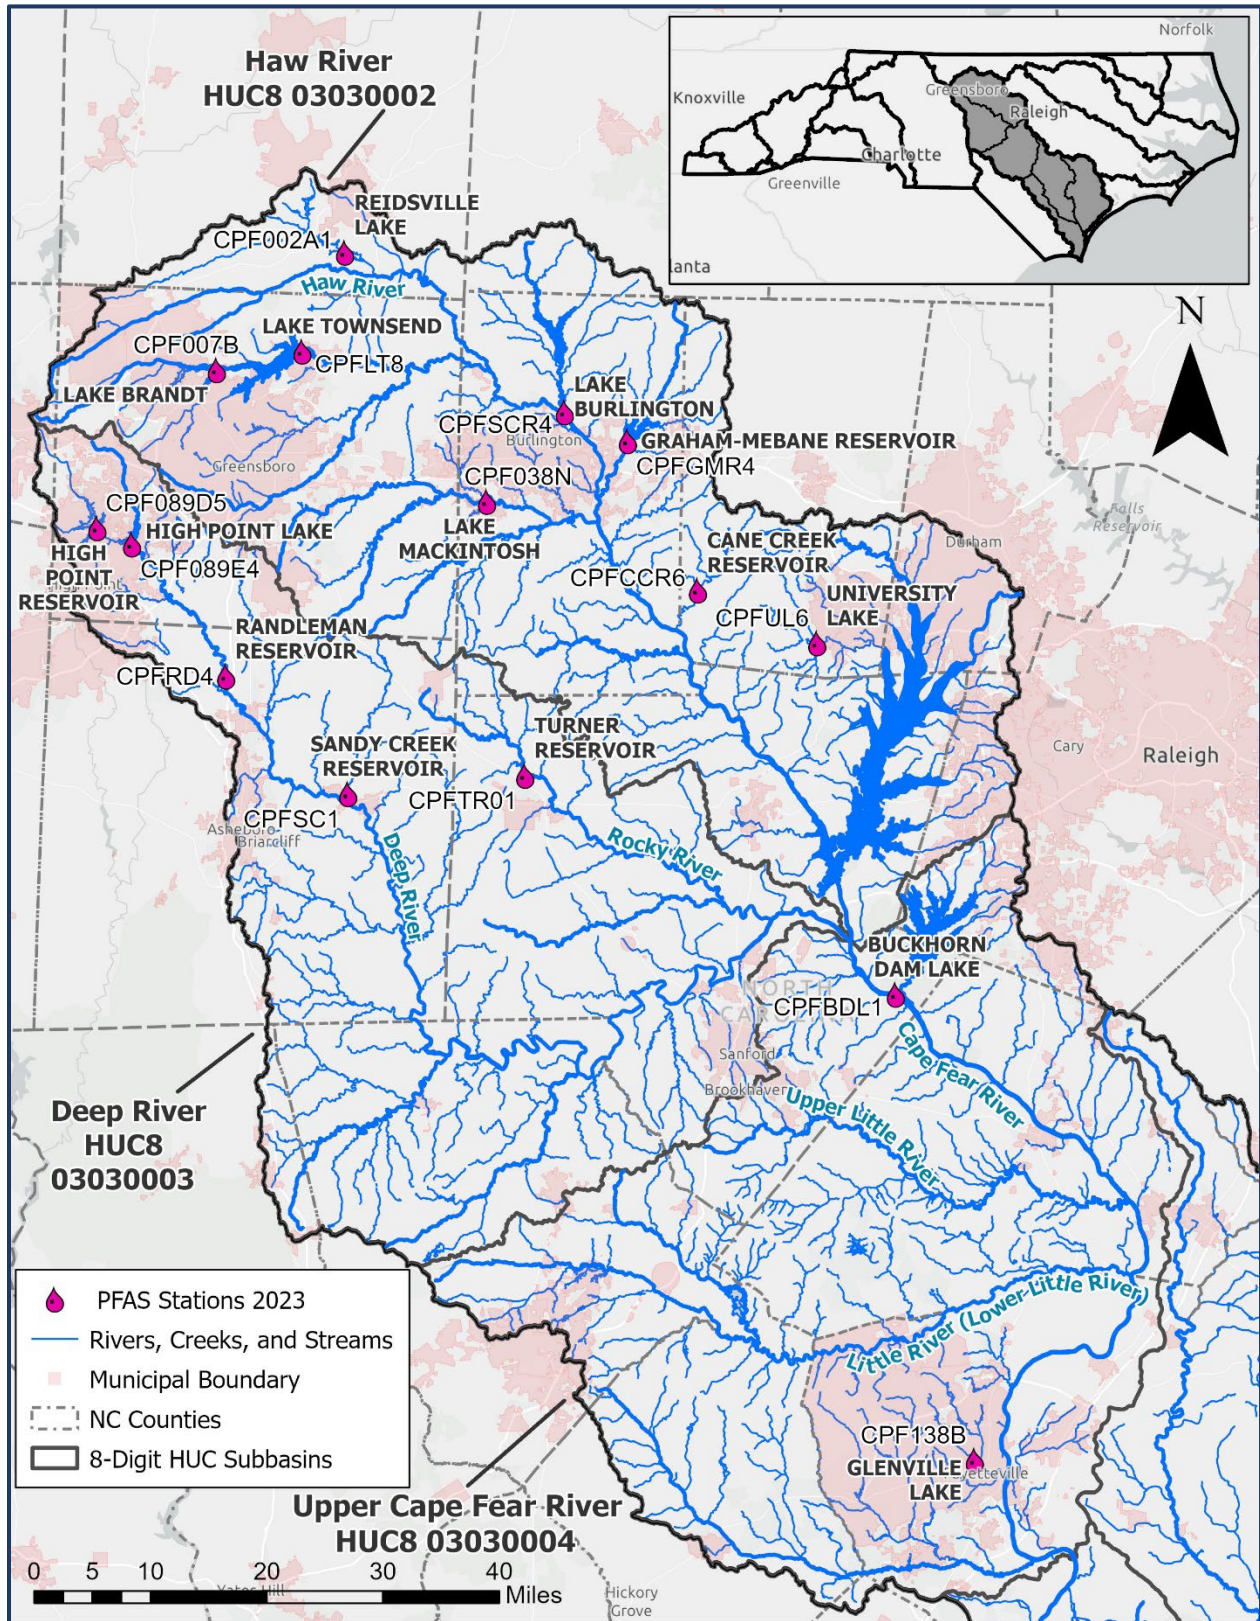 Haw River
HUC8 03030002
Norfolk
Knoxville
Greensboro
Raleigh
Charlotte
Greenville
lanta
N
REIDSVILLE
LAKE
CPF002A1
Haw River
LAKE TOWNSEND
CPF007B
CPFLT8
LAKE BRANDT
LAKE
BURLINGTON
CPFSCR4
Burlington
GRAHAM-MEBANE RESERVOIR
CPFGMR4
Greensboro
CPF038N
LAKE
MACKINTOSH
CPF089D5
HIGH POINT LAKE
CPF089E4
HIGH
POINT
RESERVOIR
Falls
Reservoir
Durham
CANE CREEK
RESERVOIR
CPFCCR6
UNIVERSITY
LAKE
CPFUL6
RANDLEMAN
RESERVOIR
CPFRD4
TURNER
RESERVOIR
CPFTR01
SANDY CREEK
RESERVOIR
CPFSC1
Cary
Raleigh
Asheboro
Briarcliff
Deep River
Rocky River
BUCKHORN
DAM LAKE
CPFBDL1
NORTH
Sanford
Cape Fear River
Upper Little River
Deep River
HUC8
03030003
Little River (Lower Little River)
CPF138B
GLENVILLE
LAKE
Upper Cape Fear River
HUC8 03030004
PFAS Stations 2023
Rivers, Creeks, and Streams
Municipal Boundary
NC Counties
8-Digit HUC Subbasins
0 5 10 20 30 40
Miles
Hickory
Grove